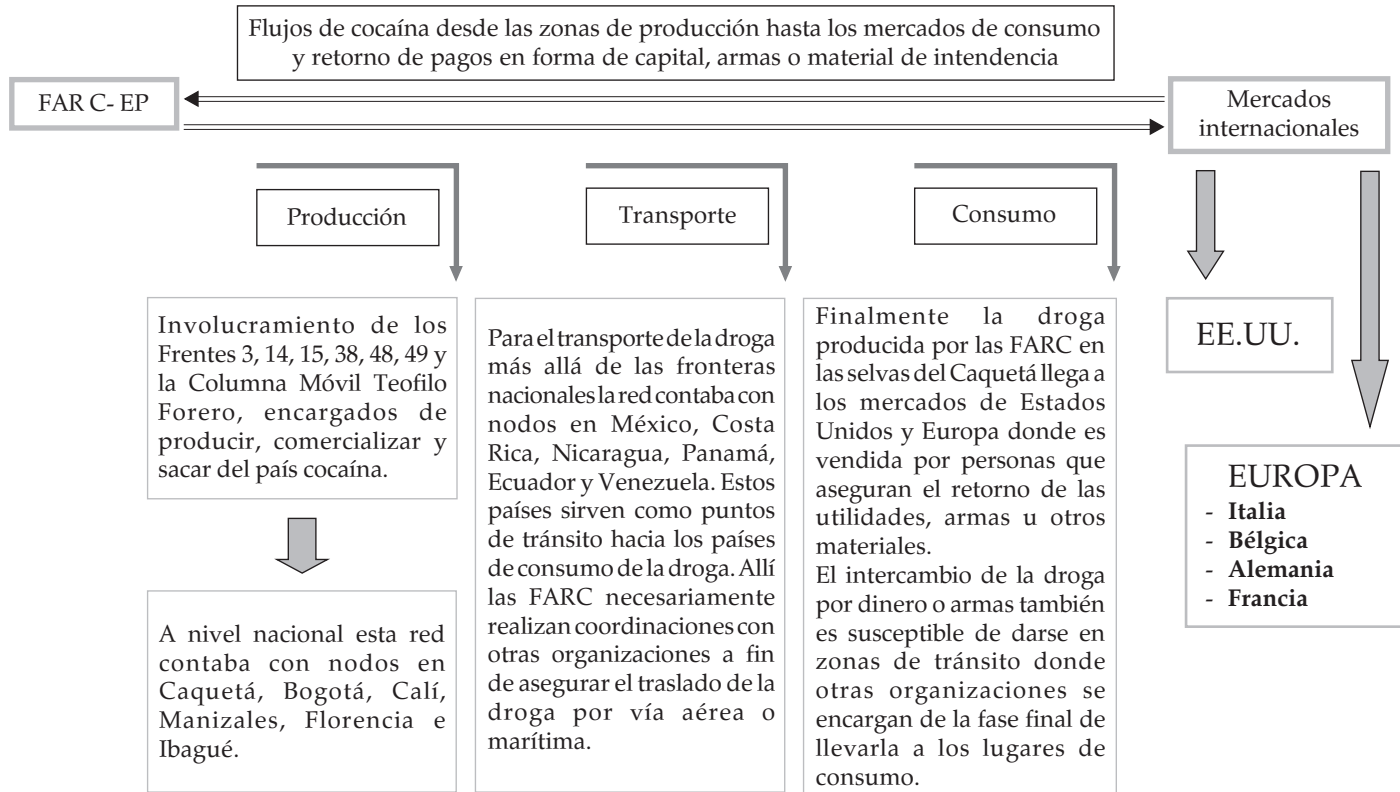 Flujos de cocaína desde las zonas de producción hasta los mercados de consumo
y retorno de pagos en forma de capital, armas o material de intendencia
FAR C- EP
Mercados
internacionales
Producción
Transporte
Consumo
Involucramiento de los
Frentes 3, 14, 15, 38, 48, 49 y
la Columna Móvil Teofilo
Forero, encargados de
producir, comercializar y
sacar del país cocaína.
A nivel nacional esta red
contaba con nodos en
Caquetá, Bogotá, Calí,
Manizales, Florencia e
Ibagué.
Para el transporte de la droga
más allá de las fronteras
nacionales la red contaba con
nodos en México, Costa
Rica, Nicaragua, Panamá,
Ecuador y Venezuela. Estos
países sirven como puntos
de tránsito hacia los países
de consumo de la droga. Allí
las FARC necesariamente
realizan coordinaciones con
otras organizaciones a fin
de asegurar el traslado de la
droga por vía aérea o
marítima.
Finalmente la droga
producida por las FARC en
las selvas del Caquetá llega a
los mercados de Estados
Unidos y Europa donde es
vendida por personas que
aseguran el retorno de las
utilidades, armas u otros
materiales.
El intercambio de la droga
por dinero o armas también
es susceptible de darse en
zonas de tránsito donde
otras organizaciones se
encargan de la fase final de
llevarla a los lugares de
consumo.
EE.UU.
EUROPA
- Italia
- Bélgica
- Alemania
- Francia